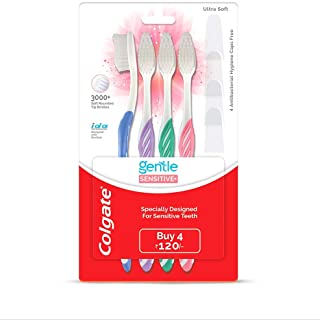 Ultra Soft
4 Antibacterial Hygiene Caps Free
3000+
Soft Rounded
Tip Bristles
ida
gentle
SENSITIVE+
Specially Designed
For Sensitive Teeth
Buy 4
₹120/-
Colgate®